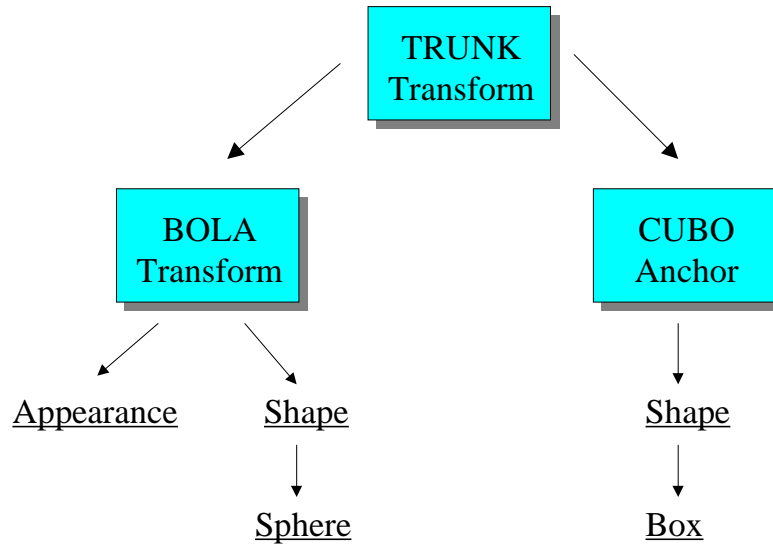 TRUNK
Transform
BOLA
Transform
CUBO
Anchor
Appearance
Shape
Shape
Sphere
Box